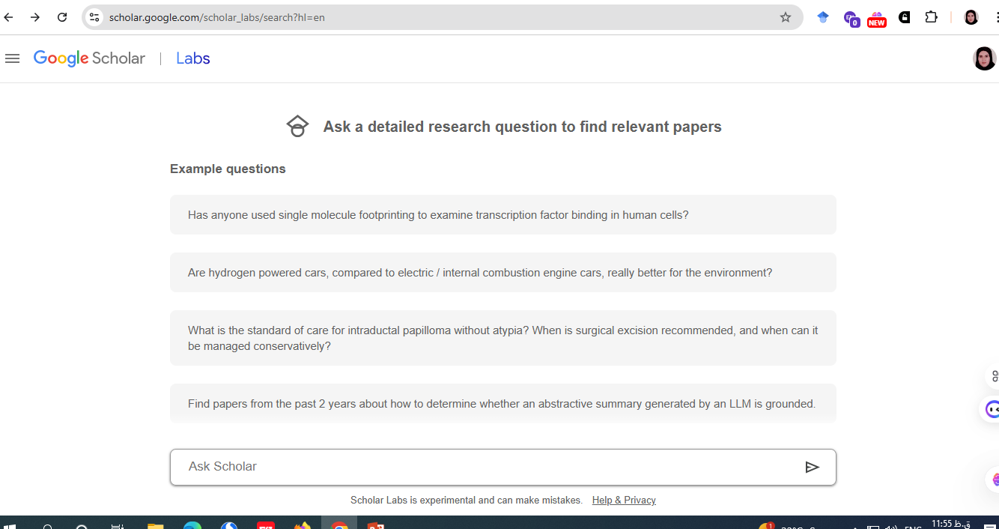 scholar.google.com/scholar_labs/search?hl=en
0
NEW
Google Scholar | Labs
Ask a detailed research question to find relevant papers
Example questions
Has anyone used single molecule footprinting to examine transcription factor binding in human cells?
Are hydrogen powered cars, compared to electric / internal combustion engine cars, really better for the environment?
What is the standard of care for intraductal papilloma without atypia? When is surgical excision recommended, and when can it
be managed conservatively?
Find papers from the past 2 years about how to determine whether an abstractive summary generated by an LLM is grounded.
Ask Scholar
Scholar Labs is experimental and can make mistakes. Help & Privacy
1
ENG
11:55 ق.ظ